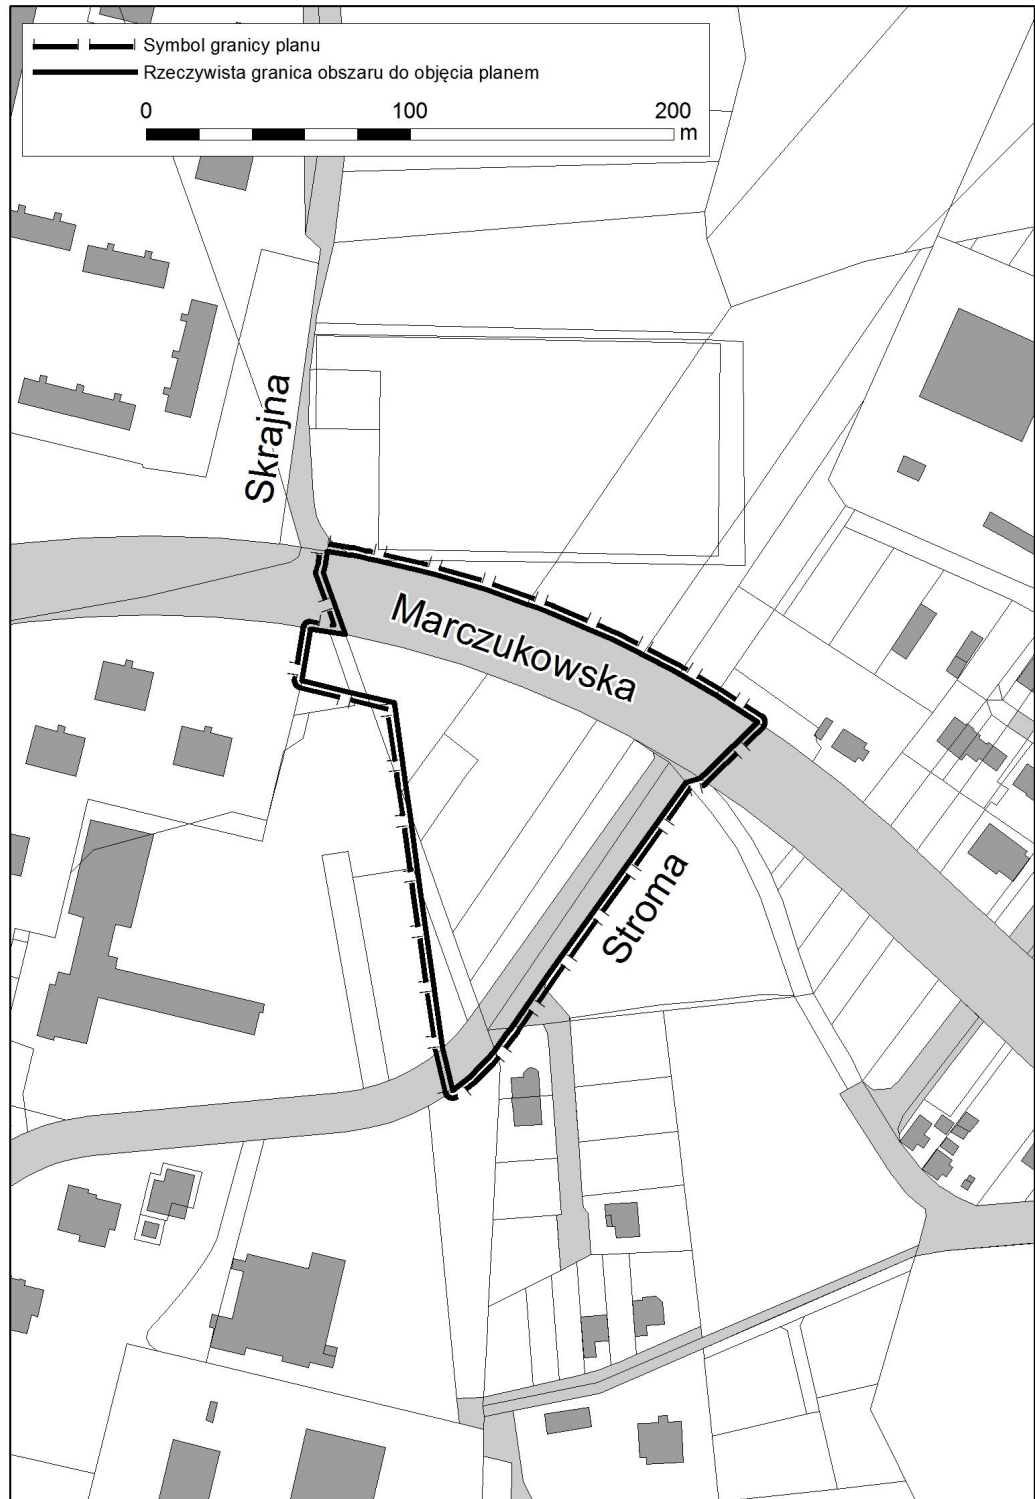 Symbol granicy planu
Rzeczywista granica obszaru do objęcia planem
0 100 200
m
Skrajna
Marczukowska
Stroma